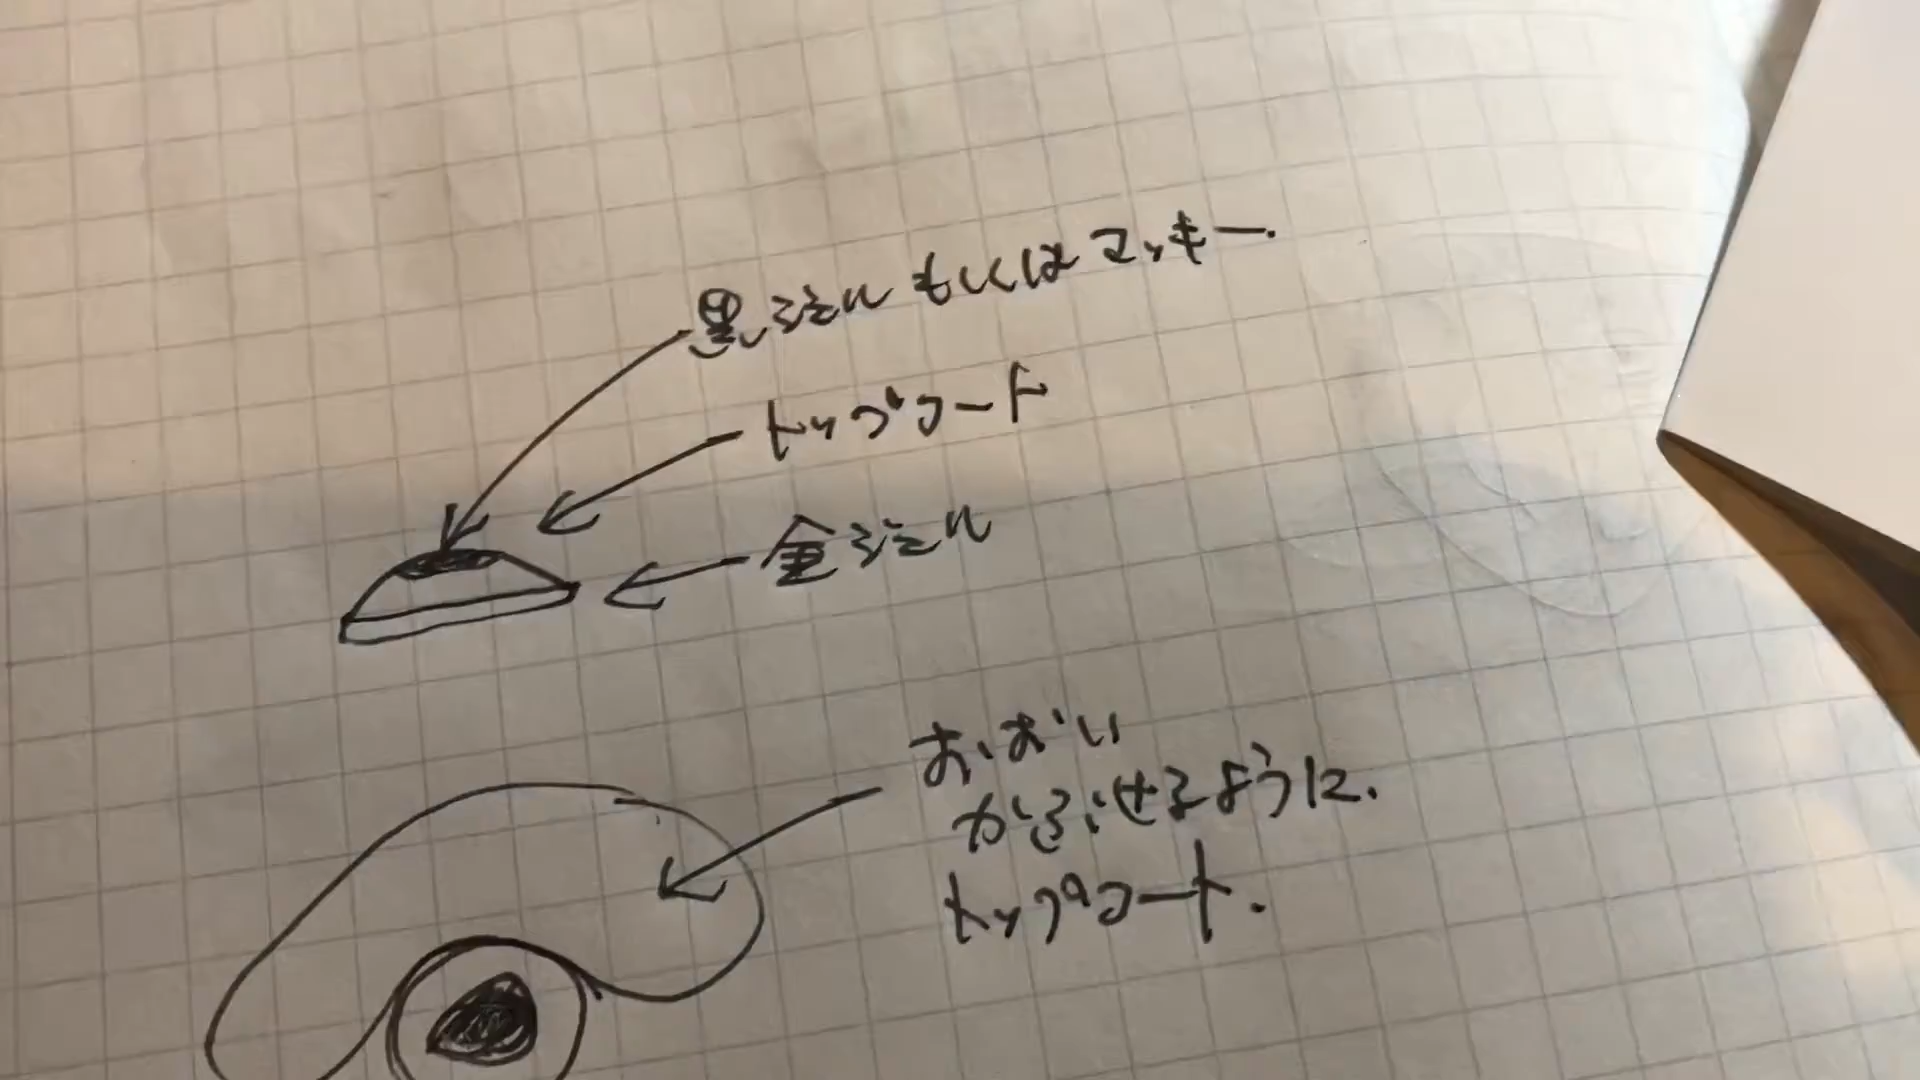 黒ジェルもしくはマッキー.
トップコート
金ジェル
おおい
かぶせるように.
トップコート.